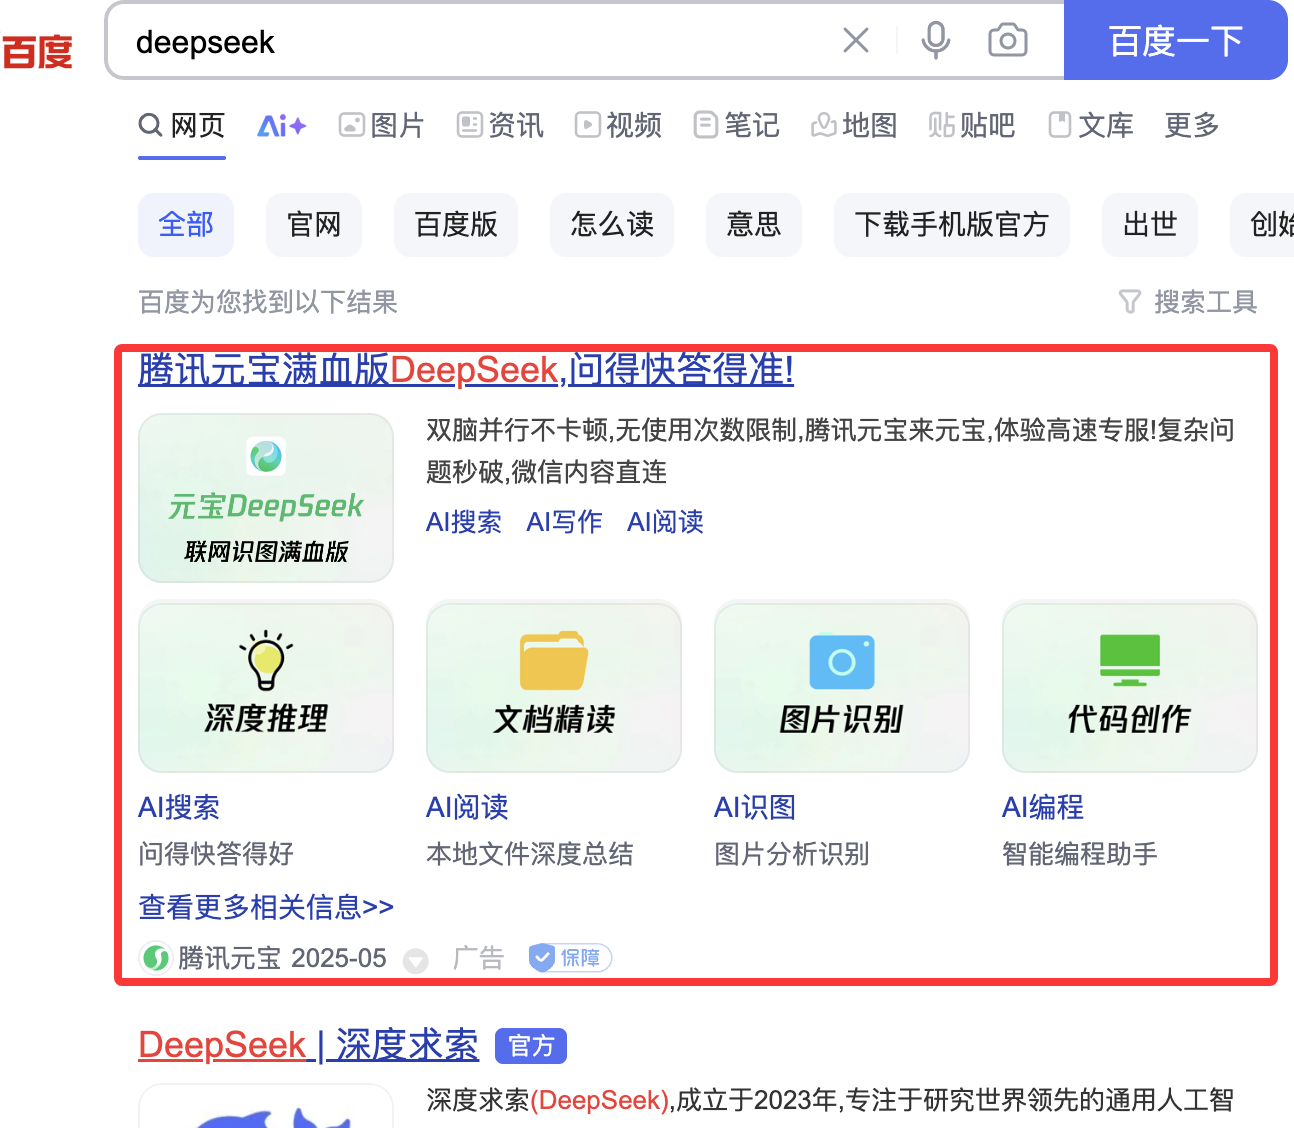 百度
deepseek
百度一下
网页 Ai 图片 资讯 视频 笔记 地图 贴 贴吧 文库 更多
全部 官网 百度版 怎么读 意思 下载手机版官方 出世 创始
百度为您找到以下结果
搜索工具
腾讯元宝满血版DeepSeek,问得快答得准!
元宝DeepSeek
联网识图满血版
双脑并行不卡顿,无使用次数限制,腾讯元宝来元宝,体验高速专服!复杂问
题秒破,微信内容直连
AI搜索 AI写作 AI阅读
深度推理 文档精读 图片识别 代码创作
AI搜索 AI阅读 AI识图 AI编程
问得快答得好 本地文件深度总结 图片分析识别 智能编程助手
查看更多相关信息>>
腾讯元宝 2025-05 广告 保障
DeepSeek | 深度求索 官方
深度求索(DeepSeek),成立于2023年,专注于研究世界领先的通用人工智